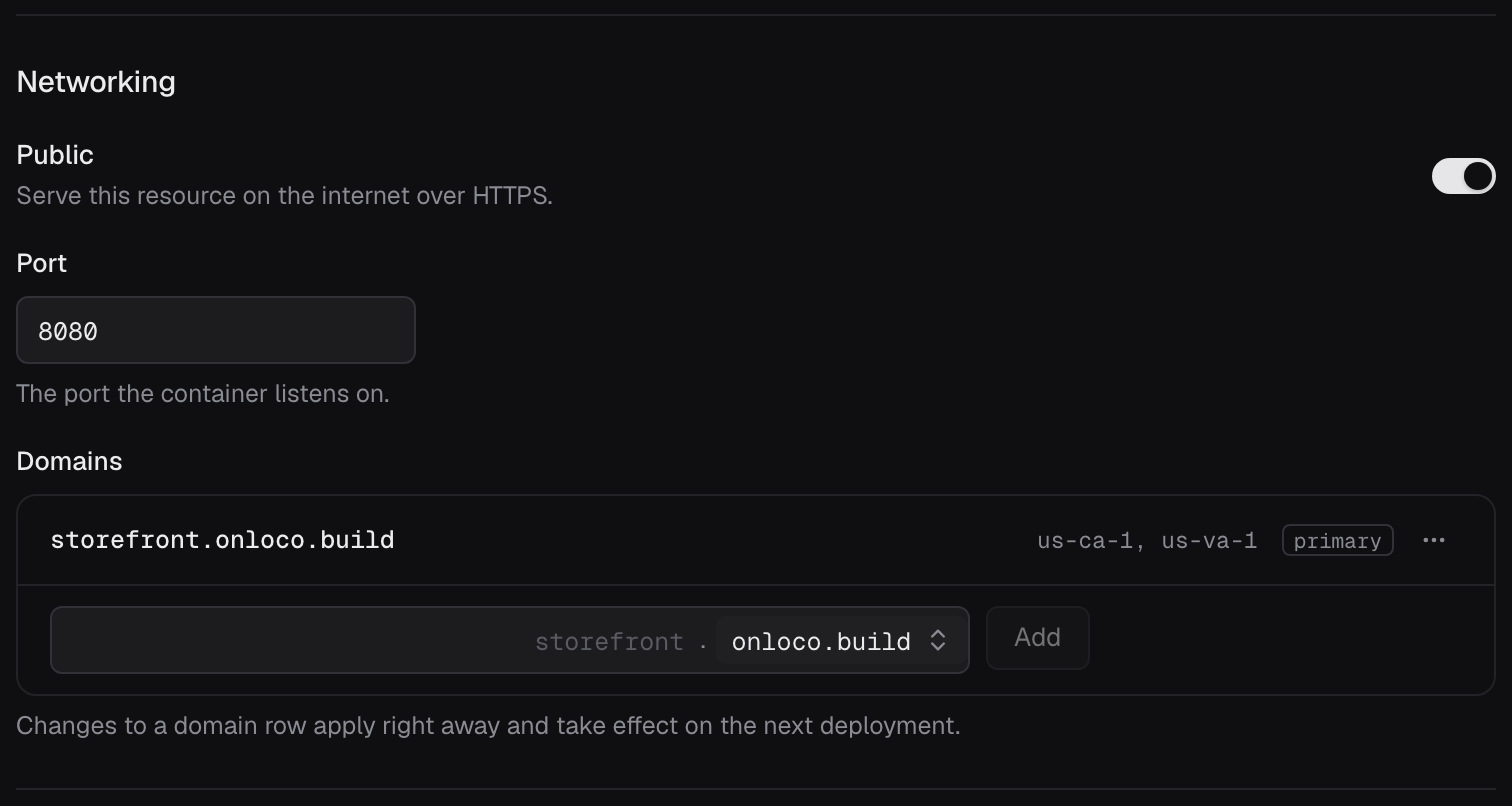 Networking
Public
Serve this resource on the internet over HTTPS.
Port
8080
The port the container listens on.
Domains
storefront.onloco.build us-ca-1, us-va-1 primary ...
storefront . onloco.build Add
Changes to a domain row apply right away and take effect on the next deployment.